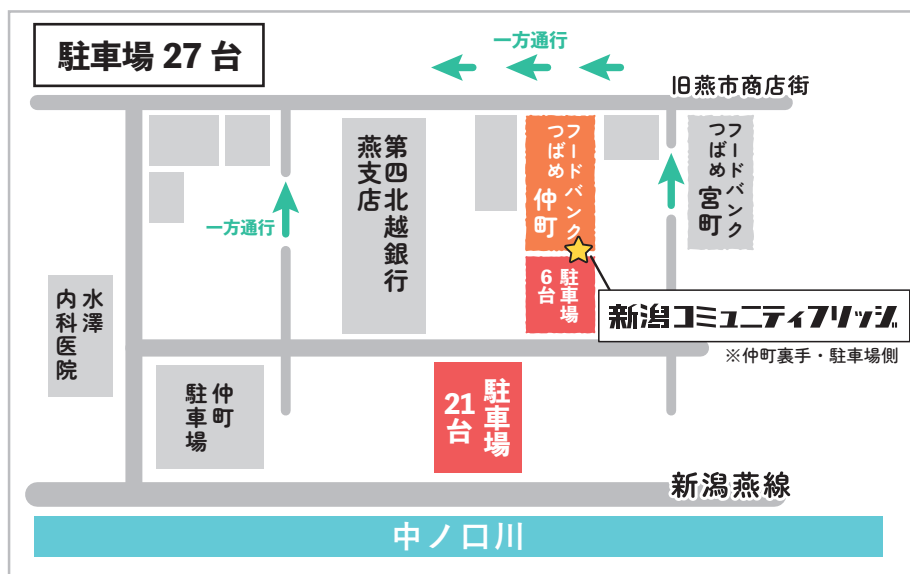 駐車場 27 台
一方通行
旧燕市商店街
フードバンク
つばめ
仲町
フードバンク
つばめ
宮町
第四北越銀行
燕支店
一方通行
駐車場
6台
新潟コミュニティフリッジ
※仲町裏手・駐車場側
水澤
内科医院
仲町
駐車場
駐車場
21台
新潟燕線
中ノ口川